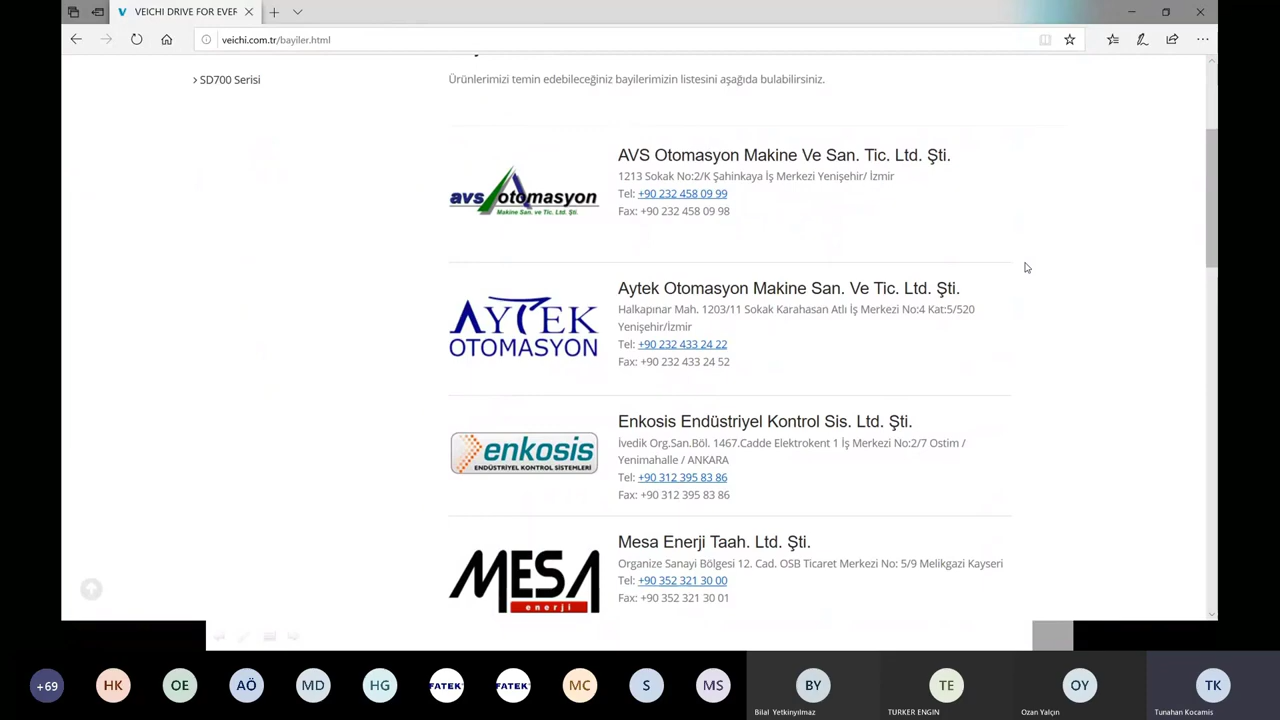 VEICHI DRIVE FOR EVER
veichi.com.tr/bayiler.html
> SD700 Serisi
Ürünlerimizi temin edebileceğiniz bayilerimizin listesini aşağıda bulabilirsiniz.
avs otomasyon
Makine San. ve Tic. Ltd. Şti.
AVS Otomasyon Makine Ve San. Tic. Ltd. Şti.
1213 Sokak No:2/K Şahinkaya İş Merkezi Yenişehir/ İzmir
Tel: +90 232 458 09 99
Fax: +90 232 458 09 98
AYTEK
OTOMASYON
Aytek Otomasyon Makine San. Ve Tic. Ltd. Şti.
Halkapınar Mah. 1203/11 Sokak Karahasan Atlı İş Merkezi No:4 Kat:5/520
Yenişehir/İzmir
Tel: +90 232 433 24 22
Fax: +90 232 433 24 52
enkosis
ENDÜSTRİYEL KONTROL SİSTEMLERİ
Enkosis Endüstriyel Kontrol Sis. Ltd. Şti.
İvedik Org.San.Böl. 1467.Cadde Elektrokent 1 İş Merkezi No:2/7 Ostim /
Yenimahalle / ANKARA
Tel: +90 312 395 83 86
Fax: +90 312 395 83 86
MESA
enerji
Mesa Enerji Taah. Ltd. Şti.
Organize Sanayi Bölgesi 12. Cad. OSB Ticaret Merkezi No: 5/9 Melikgazi Kayseri
Tel: +90 352 321 30 00
Fax: +90 352 321 30 01
+69 HK OE AÖ MD HG FATEK FATEK MC S MS BY TE OY TK
Bilal Yetkinyılmaz TURKER ENGIN Ozan Yalçın Tunahan Kocamis